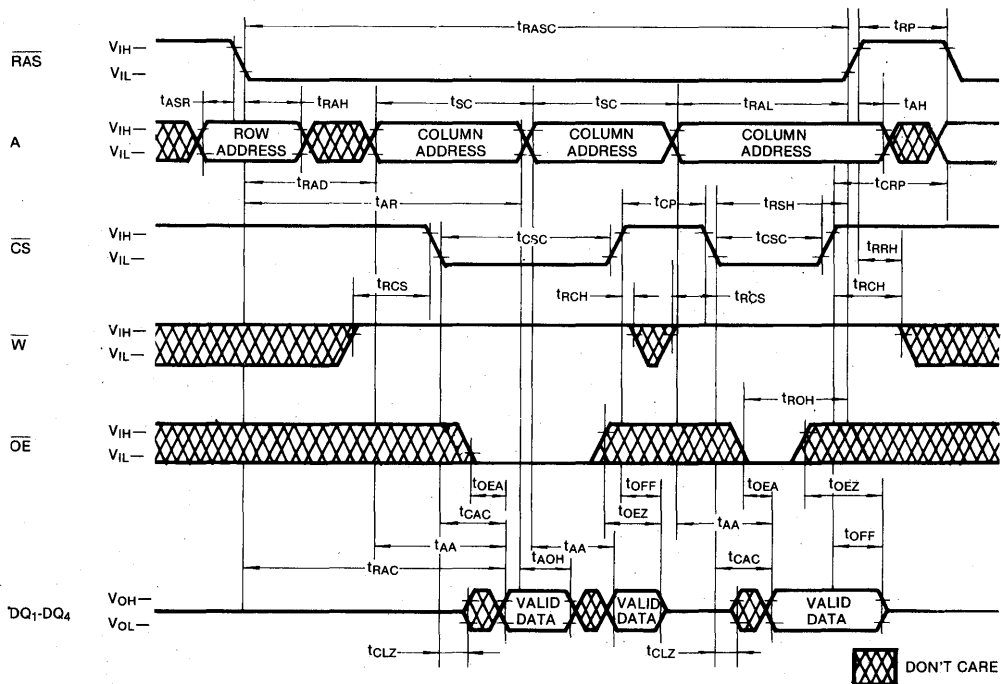 tRASC tRP
RAS VIH—
VIL—
tASR tRAH tSC tSC tRAL tAH
A VIH—
VIL—
ROW ADDRESS COLUMN ADDRESS COLUMN ADDRESS COLUMN ADDRESS
tRAD tCRP
tAR tCP tRSH
CS VIH—
VIL—
tCSC tCSC
tRRH
tRCS tRCH tRCS tRCH
W VIH—
VIL—
tROH
OE VIH—
VIL—
tOEA tOFF tOEA tOEZ
tCAC tOEZ
tAA tAA tAA tOFF
tRAC tAOH tCAC
DQ1-DQ4 VOH—
VOL—
VALID DATA VALID DATA VALID DATA
tCLZ tCLZ
DON'T CARE